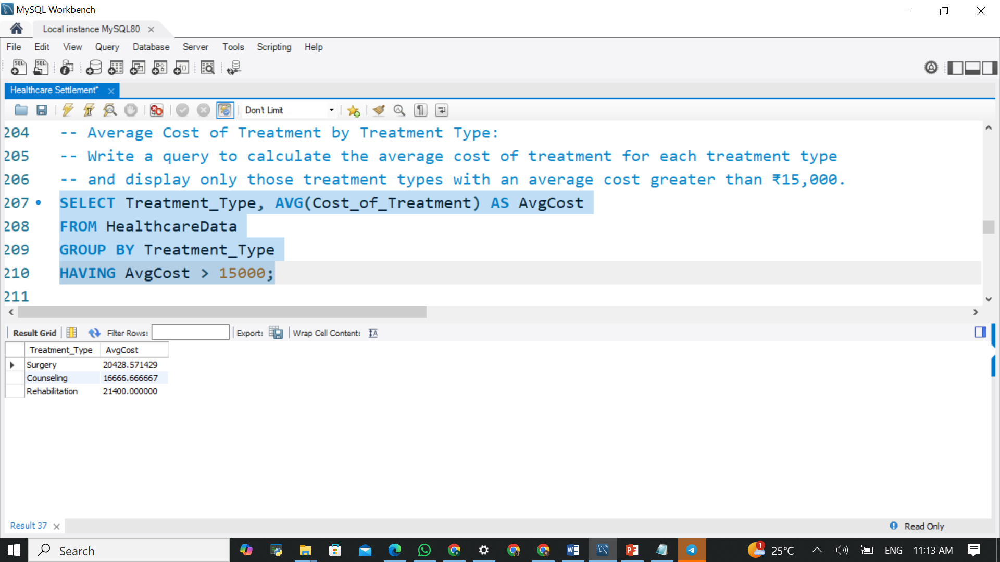 MySQL Workbench
Local instance MySQL80
File Edit View Query Database Server Tools Scripting Help
Healthcare Settlement*
Don't Limit
204 -- Average Cost of Treatment by Treatment Type:
205 -- Write a query to calculate the average cost of treatment for each treatment type
206 -- and display only those treatment types with an average cost greater than ₹15,000.
207 SELECT Treatment_Type, AVG(Cost_of_Treatment) AS AvgCost
208 FROM HealthcareData
209 GROUP BY Treatment_Type
210 HAVING AvgCost > 15000;
211
Result Grid Filter Rows: Export: Wrap Cell Content:
Treatment_Type AvgCost
Surgery 20428.571429
Counseling 16666.666667
Rehabilitation 21400.000000
Result 37 Read Only
Search 1 25°C ENG 11:13 AM